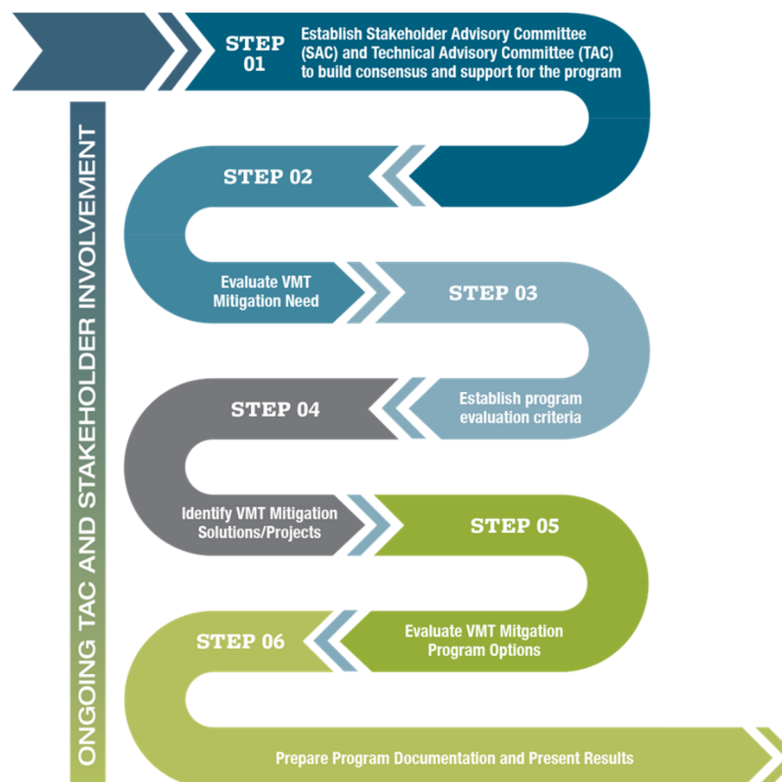 STEP
01
Establish Stakeholder Advisory Committee
(SAC) and Technical Advisory Committee (TAC)
to build consensus and support for the program
STEP 02
Evaluate VMT
Mitigation Need
STEP 03
Establish program
evaluation criteria
STEP 04
Identify VMT Mitigation
Solutions/Projects
STEP 05
Evaluate VMT Mitgation
Program Options
STEP 06
Prepare Program Documentation and Present Results
ONGOING TAC AND STAKEHOLDER INVOLVEMENT